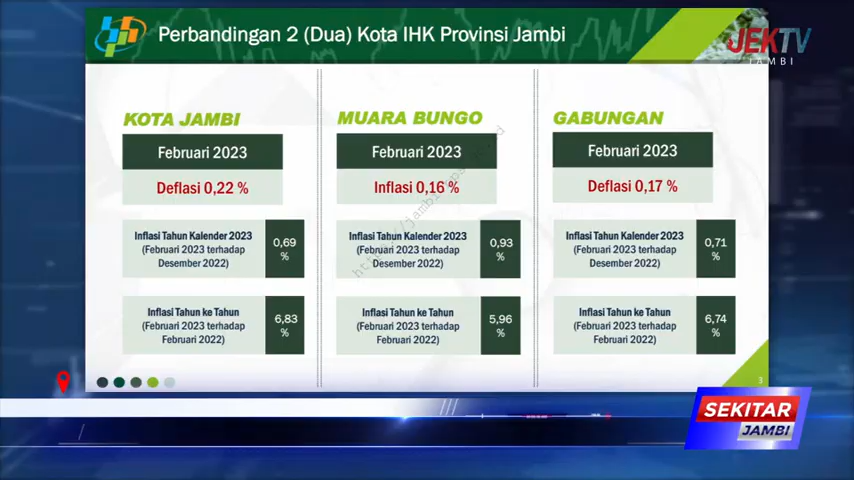 Perbandingan 2 (Dua) Kota IHK Provinsi Jambi
JEKTV
JAMBI
KOTA JAMBI
Februari 2023
Deflasi 0,22 %
Inflasi Tahun Kalender 2023
(Februari 2023 terhadap
Desember 2022)
0,69
%
Inflasi Tahun ke Tahun
(Februari 2023 terhadap
Februari 2022)
6,83
%
MUARA BUNGO
Februari 2023
Inflasi 0,16 %
Inflasi Tahun Kalender 2023
(Februari 2023 terhadap
Desember 2022)
0,93
%
Inflasi Tahun ke Tahun
(Februari 2023 terhadap
Februari 2022)
5,96
%
GABUNGAN
Februari 2023
Deflasi 0,17 %
Inflasi Tahun Kalender 2023
(Februari 2023 terhadap
Desember 2022)
0,71
%
Inflasi Tahun ke Tahun
(Februari 2023 terhadap
Februari 2022)
6,74
%
3
SEKITAR
JAMBI